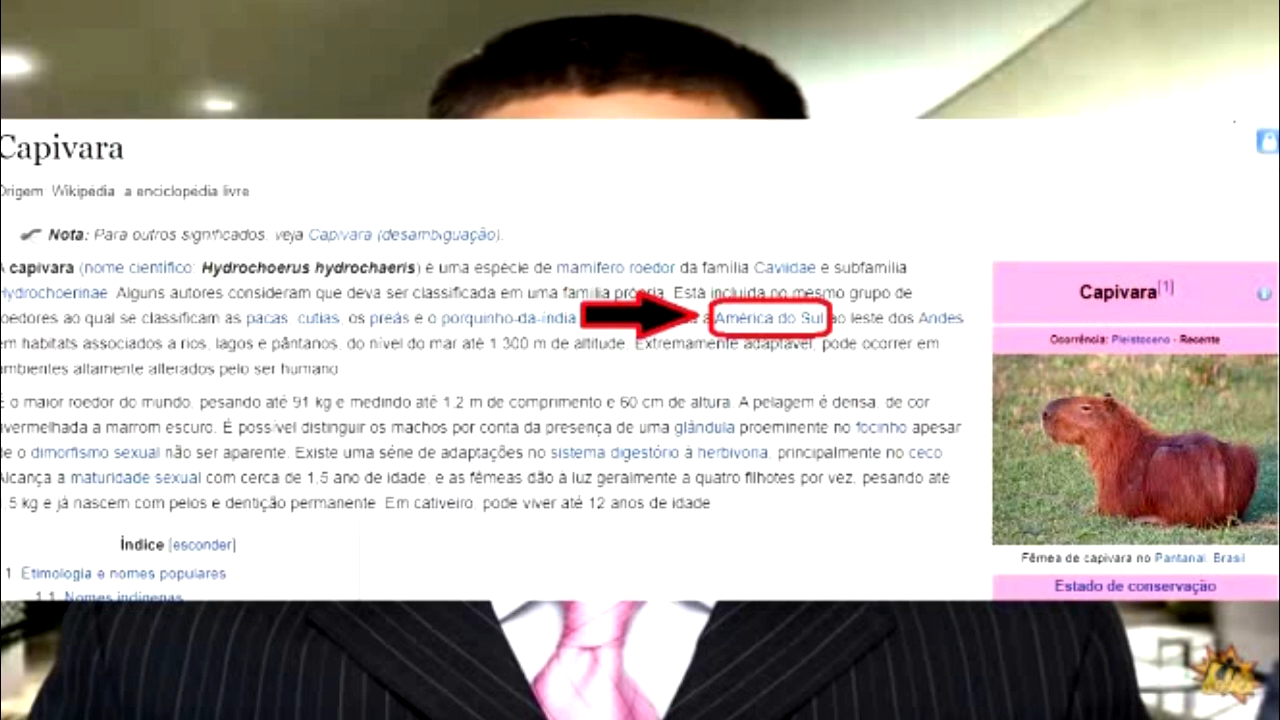 Capivara
Origem: Wikipédia, a enciclopédia livre
Nota: Para outros significados, veja Capivara (desambiguação).
A capivara (nome científico: Hydrochoerus hydrochaeris) é uma espécie de mamífero roedor da família Caviidae e subfamília
Hydrochoerinae. Alguns autores consideram que deva ser classificada em uma família própria. Está incluída no mesmo grupo de
roedores ao qual se classificam as pacas, cutias, os preás e o porquinho-da-índia a América do Sul ao leste dos Andes
em habitats associados a rios, lagos e pântanos, do nível do mar até 1 300 m de altitude. Extremamente adaptável, pode ocorrer em
ambientes altamente alterados pelo ser humano
É o maior roedor do mundo, pesando até 91 kg e medindo até 1,2 m de comprimento e 60 cm de altura. A pelagem é densa, de cor
avermelhada a marrom escuro. É possível distinguir os machos por conta da presença de uma glândula proeminente no focinho apesar
de o dimorfismo sexual não ser aparente. Existe uma série de adaptações no sistema digestório à herbivoria, principalmente no ceco.
Alcança a maturidade sexual com cerca de 1,5 ano de idade, e as fêmeas dão à luz geralmente a quatro filhotes por vez, pesando até
5 kg e já nascem com pelos e dentição permanente. Em cativeiro, pode viver até 12 anos de idade
Índice [esconder]
1 Etimologia e nomes populares
1.1 Nomes indígenas
Capivara[1]
Ocorrência: Pleistoceno - Recente
Fêmea de capivara no Pantanal, Brasil
Estado de conservação